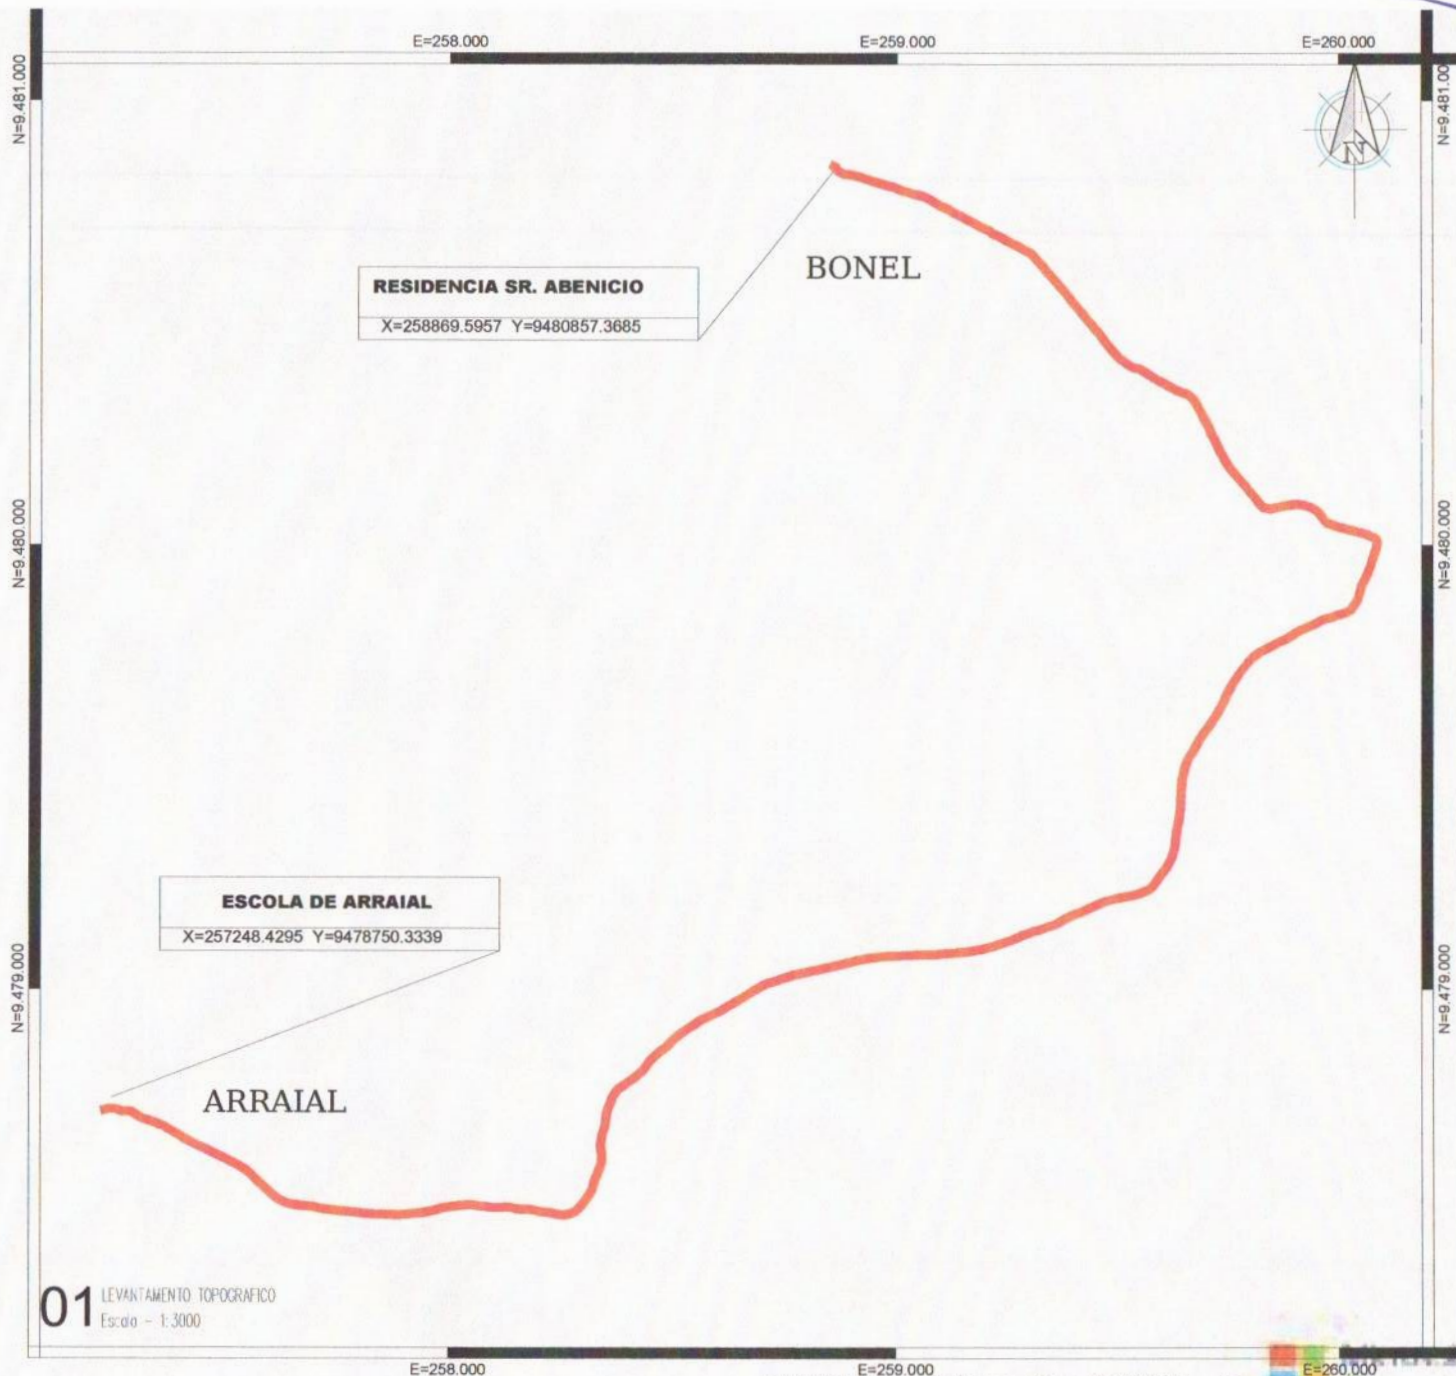 E=258.000 E=259.000 E=260.000
N=9.481.000
N=9.481.000
N
BONEL
RESIDENCIA SR. ABENICIO
X=258869.5957 Y=9480857.3685
N=9.480.000
N=9.480.000
ESCOLA DE ARRAIAL
X=257248.4295 Y=9478750.3339
N=9.479.000
N=9.479.000
ARRAIAL
01 LEVANTAMENTO TOPOGRAFICO
Escala - 1:3000
E=258.000 E=259.000 E=260.000